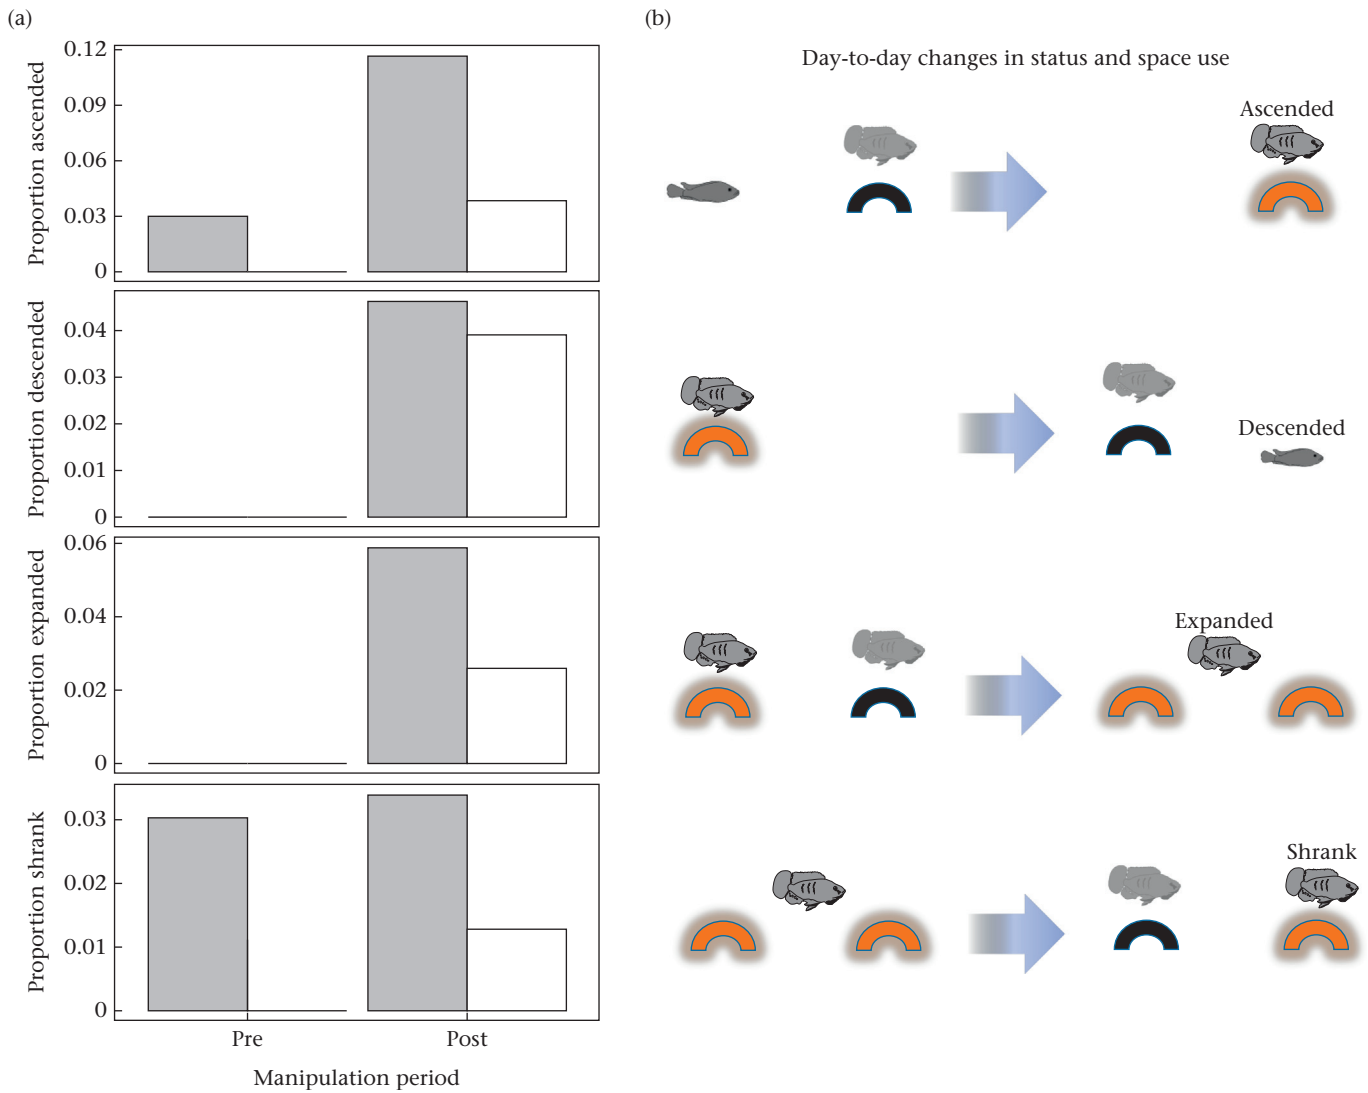 (a)
Proportion ascended
0.12
0.09
0.06
0.03
0
Proportion descended
0.04
0.03
0.02
0.01
0
Proportion expanded
0.06
0.04
0.02
0
Proportion shrank
0.03
0.02
0.01
0
Pre
Post
Manipulation period
(b)
Day-to-day changes in status and space use
Ascended
Descended
Expanded
Shrank